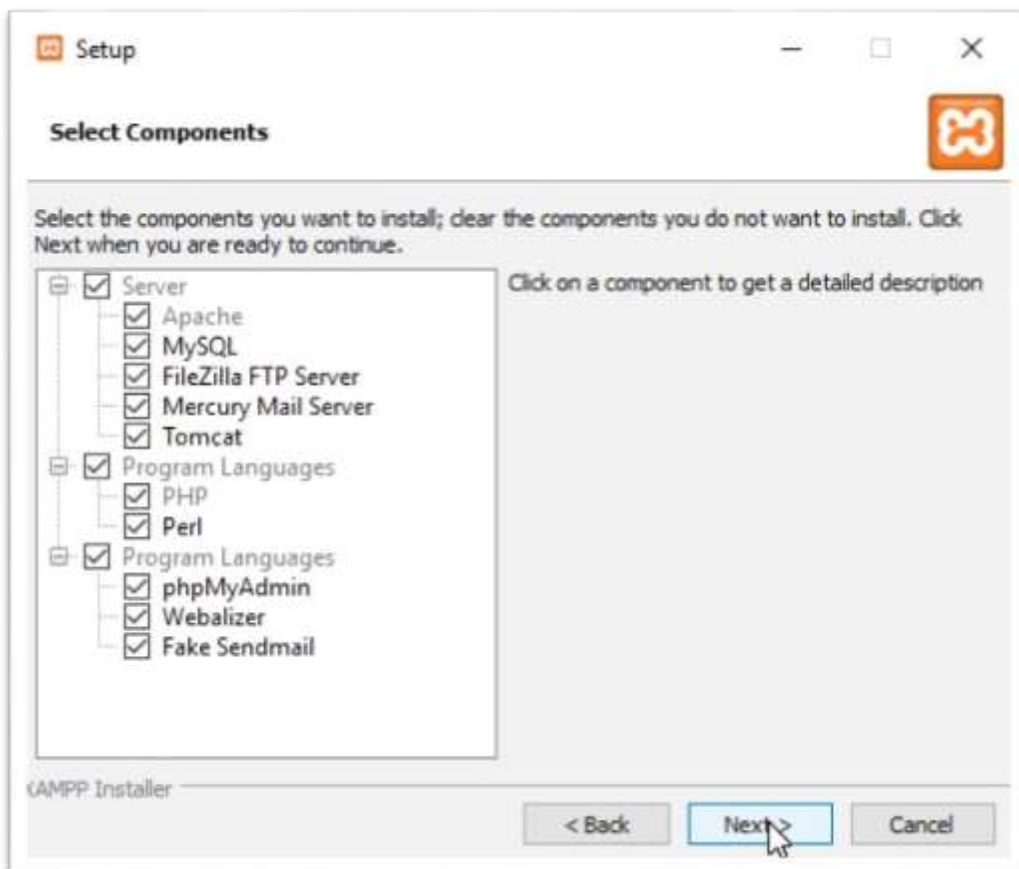 Setup
Select Components
Select the components you want to install; clear the components you do not want to install. Click
Next when you are ready to continue.
Server
Apache
MySQL
FileZilla FTP Server
Mercury Mail Server
Tomcat
Program Languages
PHP
Perl
Program Languages
phpMyAdmin
Webalizer
Fake Sendmail
Click on a component to get a detailed description
XAMPP Installer
< Back
Next >
Cancel